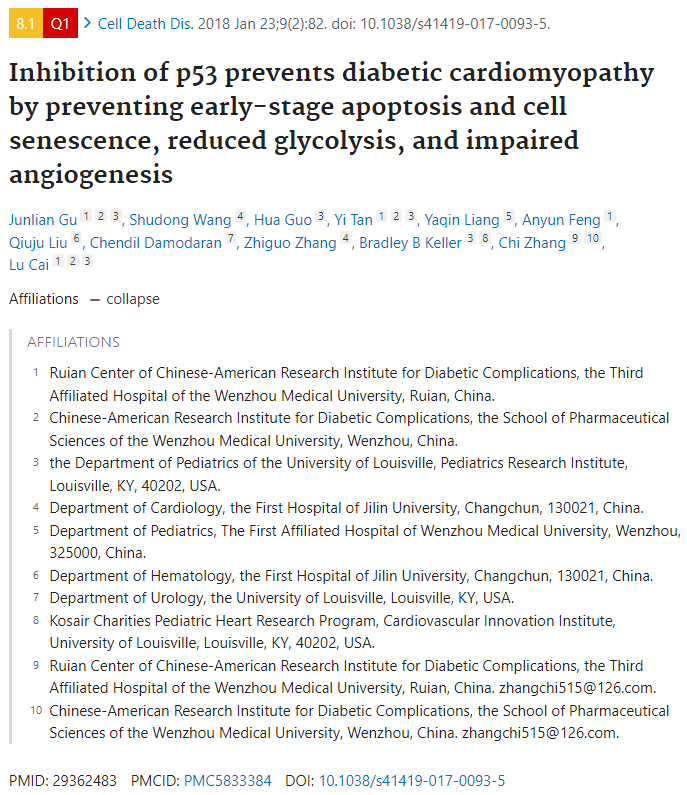 8.1 Q1 > Cell Death Dis. 2018 Jan 23;9(2):82. doi: 10.1038/s41419-017-0093-5.
Inhibition of p53 prevents diabetic cardiomyopathy
by preventing early-stage apoptosis and cell
senescence, reduced glycolysis, and impaired
angiogenesis
Junlian Gu 1 2 3, Shudong Wang 4, Hua Guo 3, Yi Tan 1 2 3, Yaqin Liang 5, Anyun Feng 1,
Qiuju Liu 6, Chendil Damodaran 7, Zhiguo Zhang 4, Bradley B Keller 3 8, Chi Zhang 9 10,
Lu Cai 1 2 3
Affiliations — collapse
AFFILIATIONS
1 Ruian Center of Chinese-American Research Institute for Diabetic Complications, the Third
Affiliated Hospital of the Wenzhou Medical University, Ruian, China.
2 Chinese-American Research Institute for Diabetic Complications, the School of Pharmaceutical
Sciences of the Wenzhou Medical University, Wenzhou, China.
3 the Department of Pediatrics of the University of Louisville, Pediatrics Research Institute,
Louisville, KY, 40202, USA.
4 Department of Cardiology, the First Hospital of Jilin University, Changchun, 130021, China.
5 Department of Pediatrics, The First Affiliated Hospital of Wenzhou Medical University, Wenzhou,
325000, China.
6 Department of Hematology, the First Hospital of Jilin University, Changchun, 130021, China.
7 Department of Urology, the University of Louisville, Louisville, KY, USA.
8 Kosair Charities Pediatric Heart Research Program, Cardiovascular Innovation Institute,
University of Louisville, Louisville, KY, 40202, USA.
9 Ruian Center of Chinese-American Research Institute for Diabetic Complications, the Third
Affiliated Hospital of the Wenzhou Medical University, Ruian, China. zhangchi515@126.com.
10 Chinese-American Research Institute for Diabetic Complications, the School of Pharmaceutical
Sciences of the Wenzhou Medical University, Wenzhou, China. zhangchi515@126.com.
PMID: 29362483 PMCID: PMC5833384 DOI: 10.1038/s41419-017-0093-5